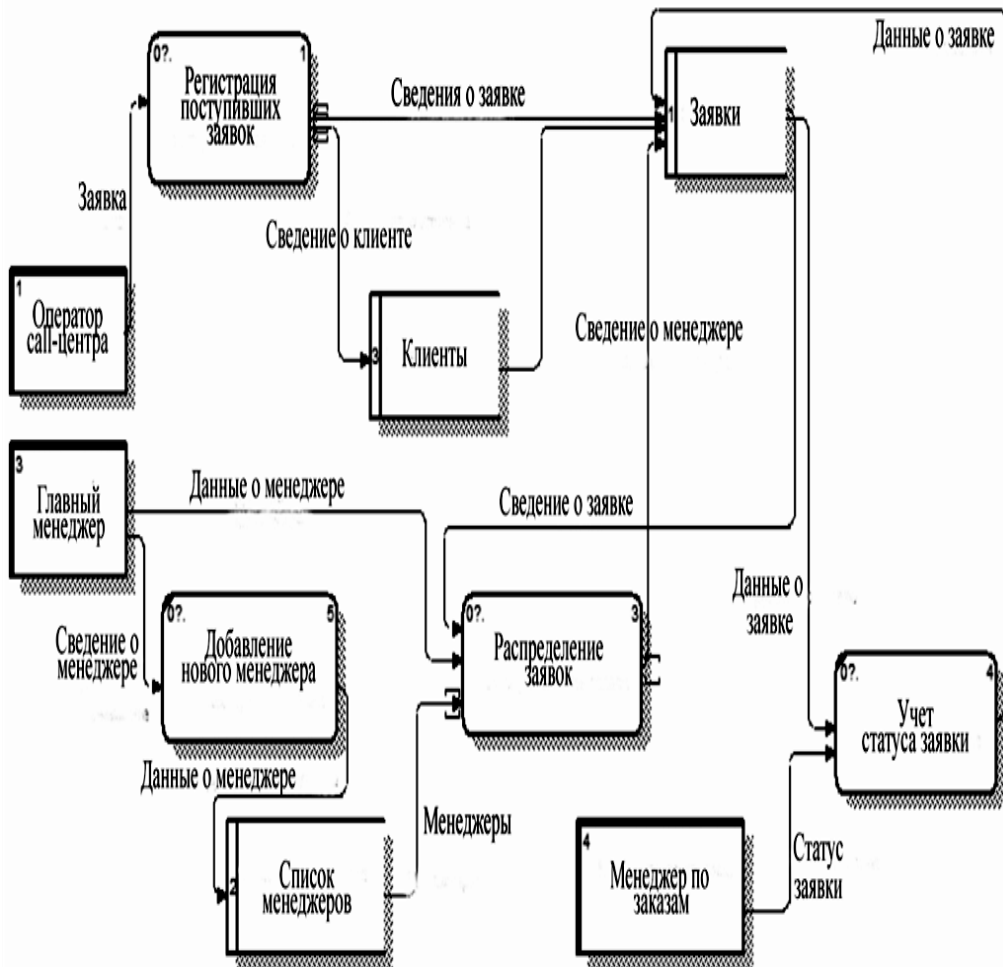 Данные о заявке
0?. 1
Регистрация
поступивших
заявок
Сведения о заявке
1
Заявки
Заявка
Сведение о клиенте
1
Оператор
call-центра
3
Клиенты
Сведение о менеджере
3
Главный
менеджер
Данные о менеджере
Сведение о заявке
Данные о
заявке
Сведение о
менеджере
0?. 5
Добавление
нового менеджера
0?. 3
Распределение
заявок
0?. 4
Учет
статуса заявки
Данные о менеджере
Менеджеры
2
Список
менеджеров
4
Менеджер по
заказам
Статус
заявки